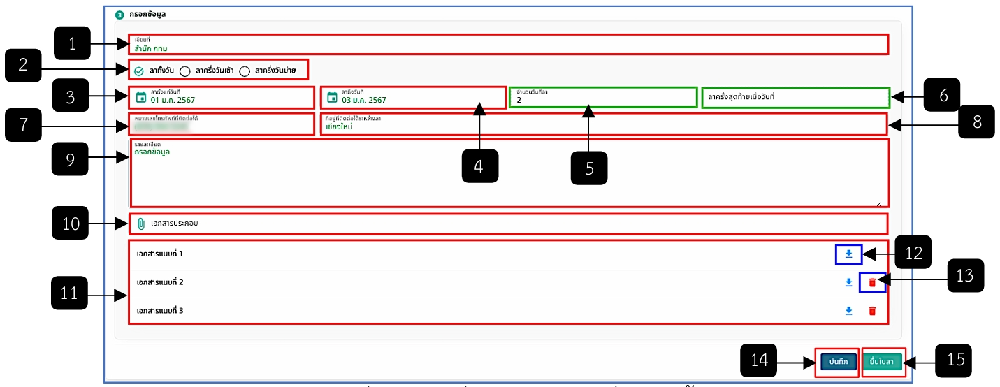 3 กรอกข้อมูล
1
เขียนที่
สำนัก กทม
2
ลาทั้งวัน ลาครึ่งวันเช้า ลาครึ่งวันบ่าย
3
ลาตั้งแต่วันที่
01 ม.ค. 2567
ลาถึงวันที่
03 ม.ค. 2567
จำนวนวันที่ลา
2
ลาครั้งสุดท้ายเมื่อวันที่
6
7
หมายเลขโทรศัพท์ที่ติดต่อได้
ที่อยู่ที่ติดต่อได้ระหว่างลา
เชียงใหม่
8
9
รายละเอียด
กรอกข้อมูล
4
5
10
เอกสารประกอบ
11
เอกสารแนบที่ 1
12
เอกสารแนบที่ 2
13
เอกสารแนบที่ 3
14
บันทึก
ยื่นใบลา
15